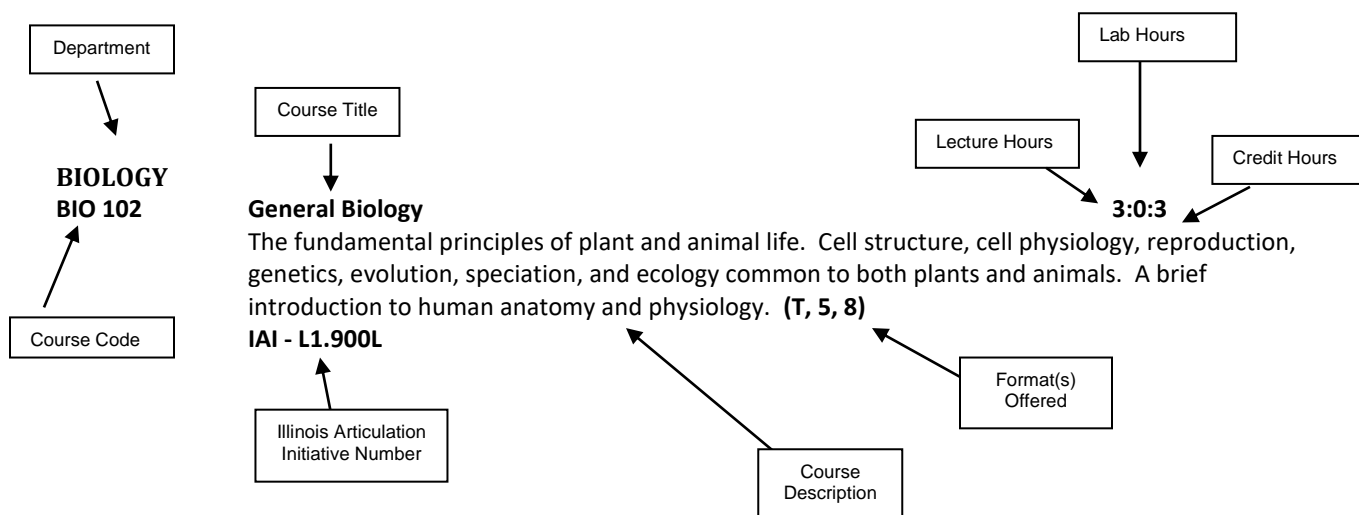 Department
Lab Hours
Course Title
Lecture Hours
Credit Hours
BIOLOGY
BIO 102
General Biology
3:0:3
The fundamental principles of plant and animal life.  Cell structure, cell physiology, reproduction,
genetics, evolution, speciation, and ecology common to both plants and animals.  A brief
introduction to human anatomy and physiology.  (T, 5, 8)
IAI - L1.900L
Course Code
Format(s)
Offered
Illinois Articulation
Initiative Number
Course
Description